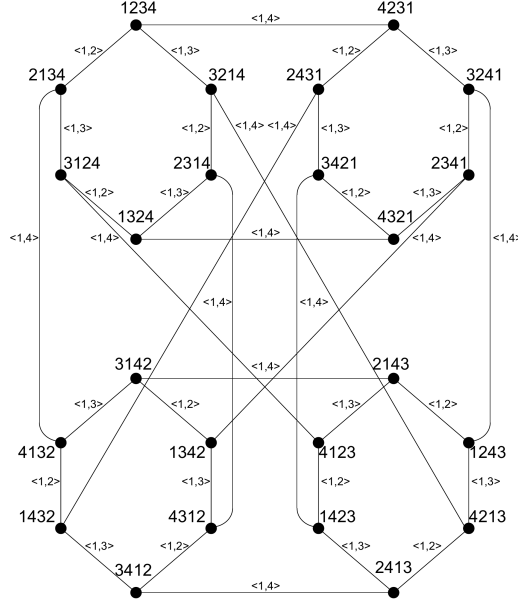 1234 <1,4> 4231
<1,2> <1,3> <1,2> <1,3>
2134 3214 2431 3241
<1,3> <1,2> <1,4> <1,4> <1,3> <1,2>
3124 2314 3421 2341
<1,2> <1,3> <1,2> <1,3>
1324 4321
<1,4> <1,4> <1,4> <1,4> <1,4>
<1,4> <1,4>
3142 <1,4> 2143
<1,3> <1,2> <1,3> <1,2>
4132 1342 4123 1243
<1,2> <1,3> <1,2> <1,3>
1432 4312 1423 4213
<1,3> <1,2> <1,3> <1,2>
3412 <1,4> 2413